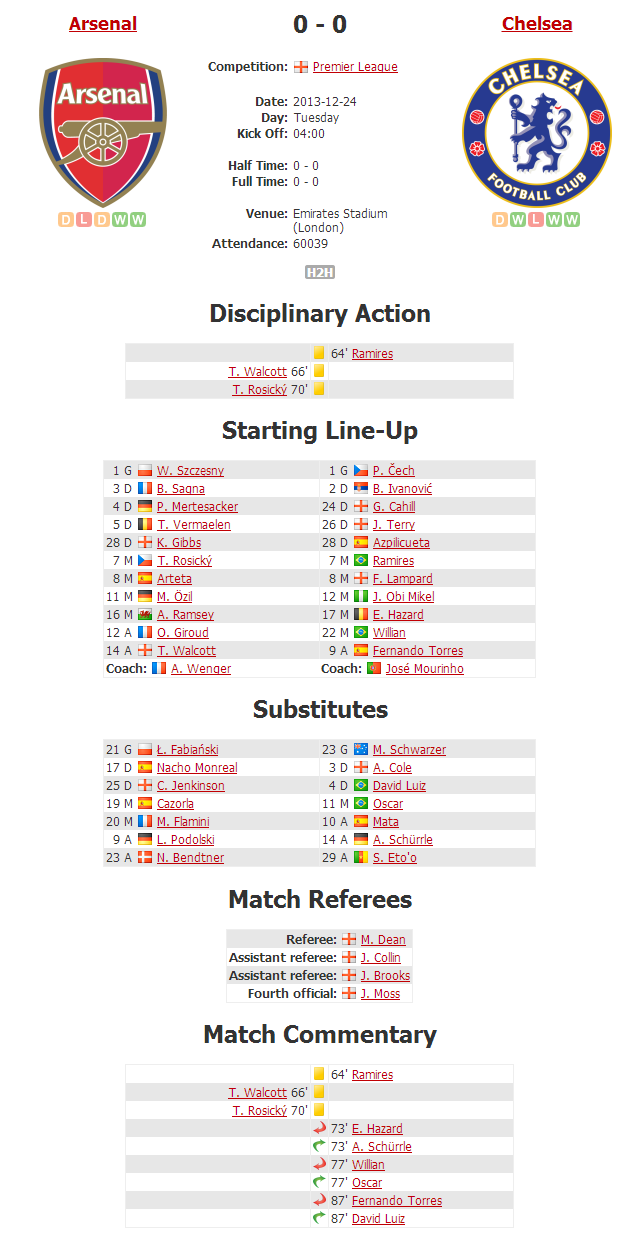 Arsenal 0 - 0 Chelsea
Arsenal
CHELSEA
FOOTBALL CLUB
Competition: Premier League
Date: 2013-12-24
Day: Tuesday
Kick Off: 04:00
Half Time: 0 - 0
Full Time: 0 - 0
Venue: Emirates Stadium
(London)
Attendance: 60039
D L D W W
D W L W W
H2H
Disciplinary Action
64' Ramires
T. Walcott 66'
T. Rosický 70'
Starting Line-Up
1 G W. Szczesny 1 G P. Čech
3 D B. Sagna 2 D B. Ivanović
4 D P. Mertesacker 24 D G. Cahill
5 D T. Vermaelen 26 D J. Terry
28 D K. Gibbs 28 D Azpilicueta
7 M T. Rosický 7 M Ramires
8 M Arteta 8 M F. Lampard
11 M M. Özil 12 M J. Obi Mikel
16 M A. Ramsey 17 M E. Hazard
12 A O. Giroud 22 M Willian
14 A T. Walcott 9 A Fernando Torres
Coach: A. Wenger Coach: José Mourinho
Substitutes
21 G Ł. Fabiański 23 G M. Schwarzer
17 D Nacho Monreal 3 D A. Cole
25 D C. Jenkinson 4 D David Luiz
19 M Cazorla 11 M Oscar
20 M M. Flamini 10 A Mata
9 A L. Podolski 14 A A. Schürrle
23 A N. Bendtner 29 A S. Eto'o
Match Referees
Referee: M. Dean
Assistant referee: J. Collin
Assistant referee: J. Brooks
Fourth official: J. Moss
Match Commentary
64' Ramires
T. Walcott 66'
T. Rosický 70'
73' E. Hazard
73' A. Schürrle
77' Willian
77' Oscar
87' Fernando Torres
87' David Luiz